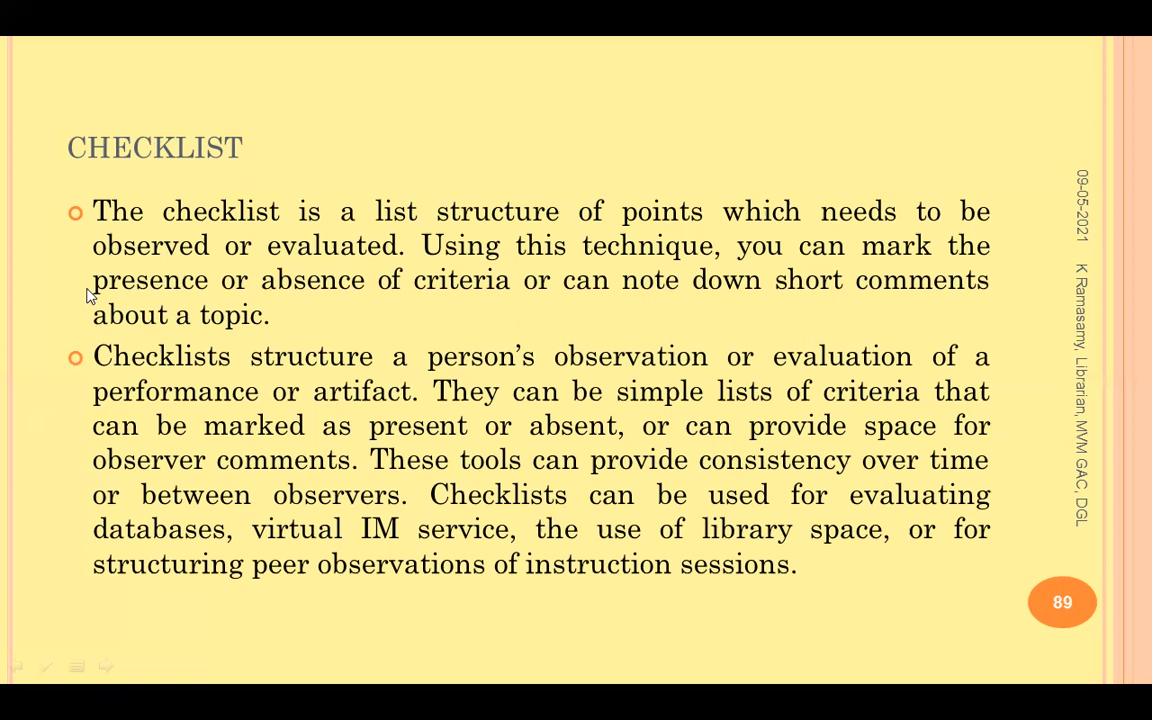 CHECKLIST
The checklist is a list structure of points which needs to be
observed or evaluated. Using this technique, you can mark the
presence or absence of criteria or can note down short comments
about a topic.
Checklists structure a person’s observation or evaluation of a
performance or artifact. They can be simple lists of criteria that
can be marked as present or absent, or can provide space for
observer comments. These tools can provide consistency over time
or between observers. Checklists can be used for evaluating
databases, virtual IM service, the use of library space, or for
structuring peer observations of instruction sessions.
09-05-2021 K Ramasamy, Librarian, MVM GAC, DGL
89